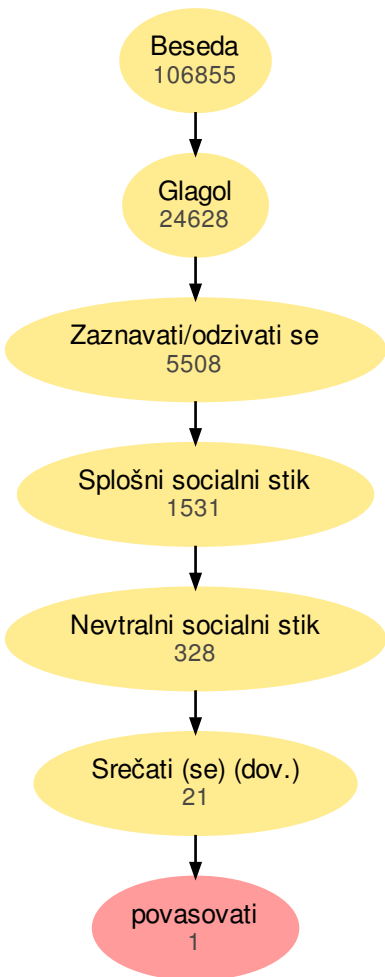 Beseda
106855
Glagol
24628
Zaznavati/odzivati se
5508
Splošni socialni stik
1531
Nevtralni socialni stik
328
Srečati (se) (dov.)
21
povasovati
1